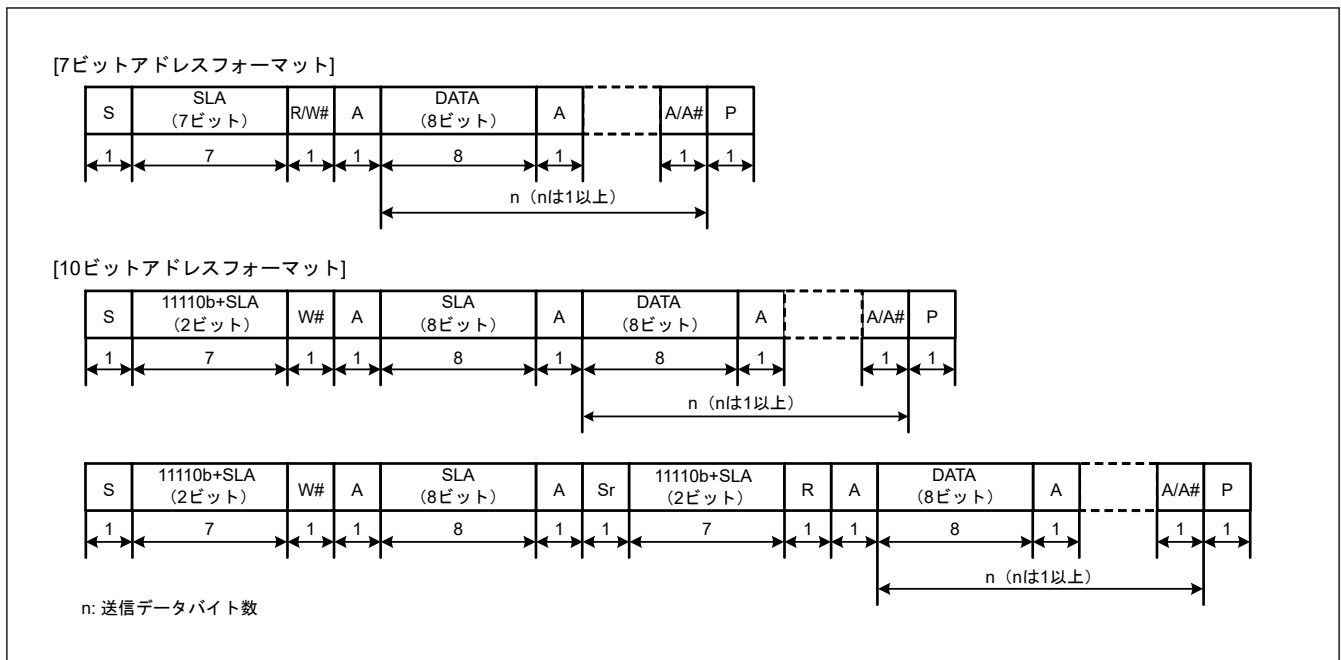 [7ビットアドレスフォーマット]
S SLA R/W# A DATA A A/A# P
(7ビット) (8ビット)
1 7 1 1 8 1 1 1
n（nは1以上）
[10ビットアドレスフォーマット]
S 11110b+SLA W# A SLA A DATA A A/A# P
(2ビット) (8ビット) (8ビット)
1 7 1 1 8 1 8 1 1 1
n（nは1以上）
S 11110b+SLA W# A SLA A Sr 11110b+SLA R A DATA A A/A# P
(2ビット) (8ビット) (2ビット) (8ビット)
1 7 1 1 8 1 1 7 1 1 8 1 1 1
n（nは1以上）
n: 送信データバイト数